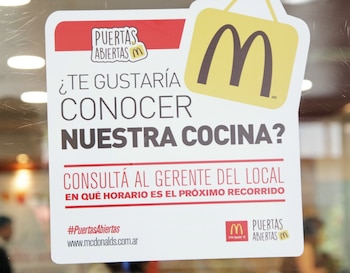 PUERTAS
ABIERTAS
¿TE GUSTARÍA
CONOCER
NUESTRA COCINA?
CONSULTÁ AL GERENTE DEL LOCAL
EN QUÉ HORARIO ES EL PRÓXIMO RECORRIDO
#PuertasAbiertas
www.mcdonalds.com.ar
PUERTAS
ABIERTAS